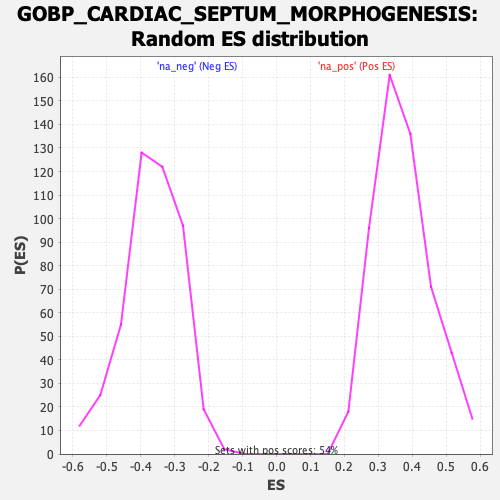 GOBP_CARDIAC_SEPTUM_MORPHOGENESIS:
Random ES distribution
'na_neg' (Neg ES) 'na_pos' (Pos ES)
160
150
140
130
120
110
100
90
80
70
60
50
40
30
20
10
0
P(ES)
Sets with pos scores: 54%
-0.6 -0.5 -0.4 -0.3 -0.2 -0.1 0.0 0.1 0.2 0.3 0.4 0.5 0.6
ES